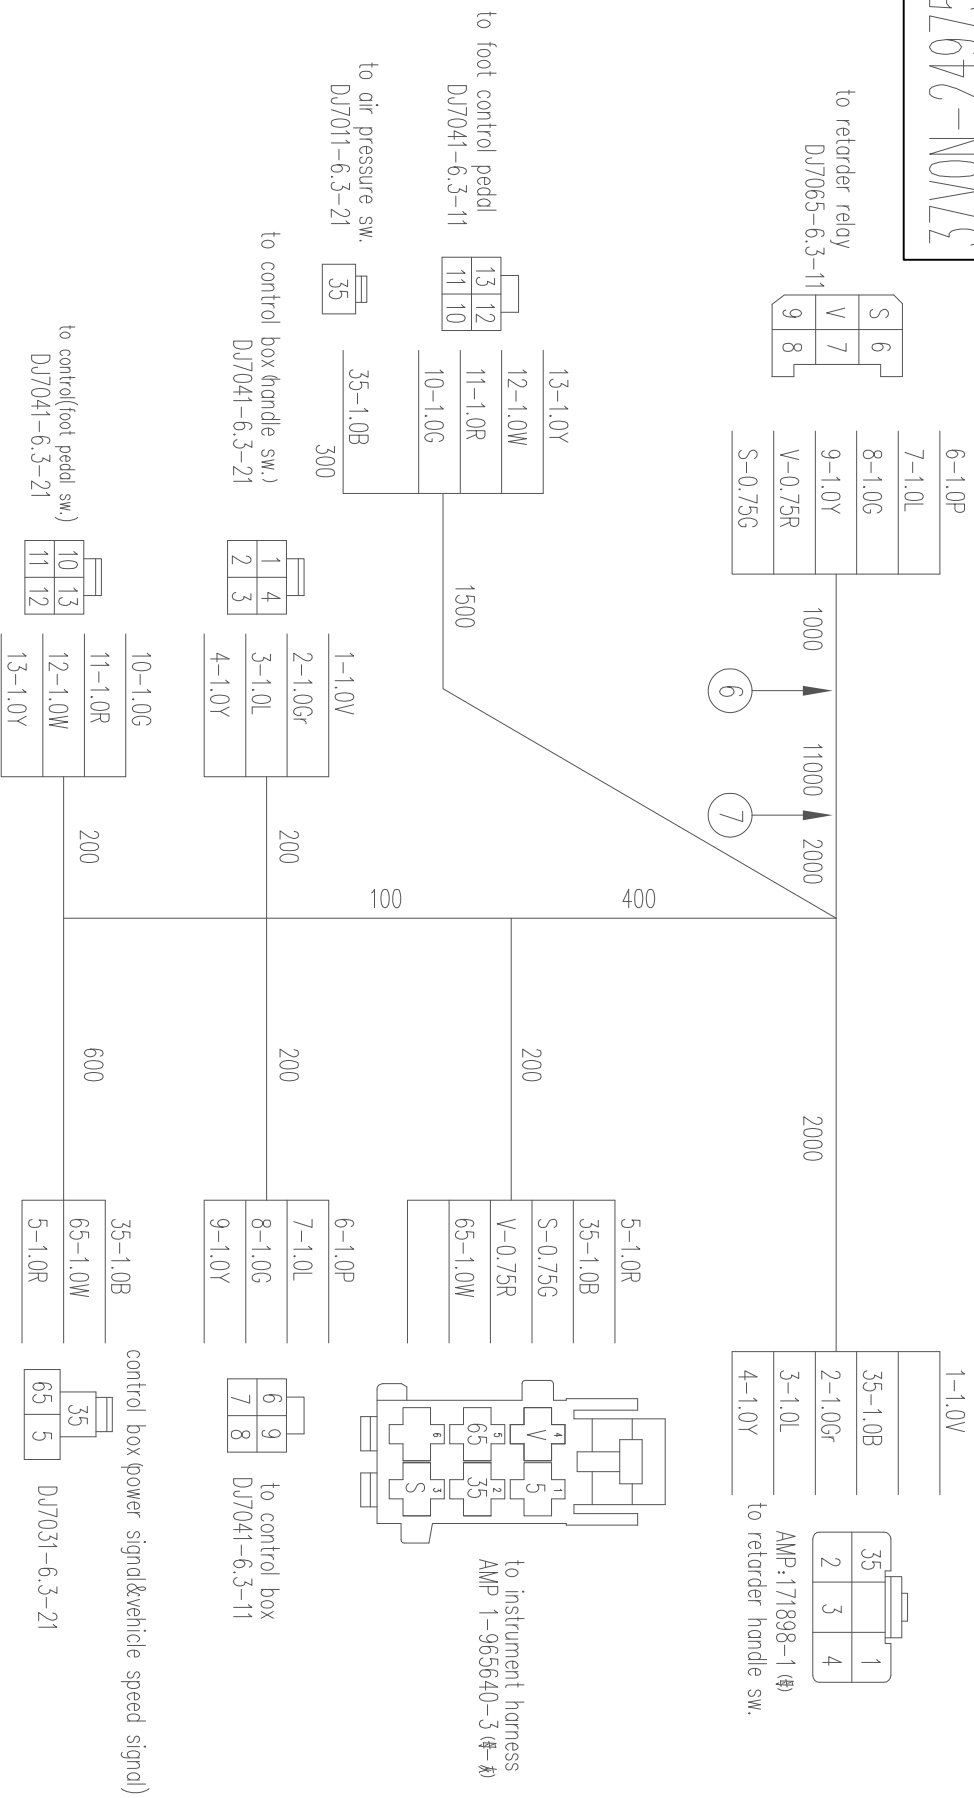 to retarder relay
DJ7065-6.3-11
S 6
V 7
9 8
6-1.0P
7-1.0L
8-1.0G
9-1.0Y
V-0.75R
S-0.75G
1000
6
11000
7
2000
2000
1-1.0V
35-1.0B
2-1.0Gr
3-1.0L
4-1.0Y
35 1
2 3 4
AMP:171898-1
to retarder handle sw.
to foot control pedal
DJ7041-6.3-11
13 12
11 10
13-1.0Y
12-1.0W
11-1.0R
10-1.0G
to air pressure sw.
DJ7011-6.3-21
35
35-1.0B
300
1500
400
100
200
5-1.0R
35-1.0B
S-0.75G
V-0.75R
65-1.0W
4 V 1 5
5 65 2 35
6 3 S
to instrument harness
AMP 1-965640-3
to control box(handle sw.)
DJ7041-6.3-21
1 4
2 3
1-1.0V
2-1.0Gr
3-1.0L
4-1.0Y
200
200
6-1.0P
7-1.0L
8-1.0G
9-1.0Y
6 9
7 8
to control box
DJ7041-6.3-11
to control(foot pedal sw.)
DJ7041-6.3-21
10 13
11 12
10-1.0G
11-1.0R
12-1.0W
13-1.0Y
200
600
35-1.0B
65-1.0W
5-1.0R
35
65 5
control box(power signal&vehicle speed signal)
DJ7031-6.3-21